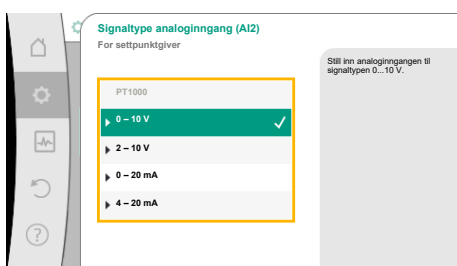 Signaltype analoginngang (AI2)
For settpunktgiver
Still inn analoginngangen til
signaltypen 0...10 V.
PT1000
0 – 10 V
2 – 10 V
0 – 20 mA
4 – 20 mA
?